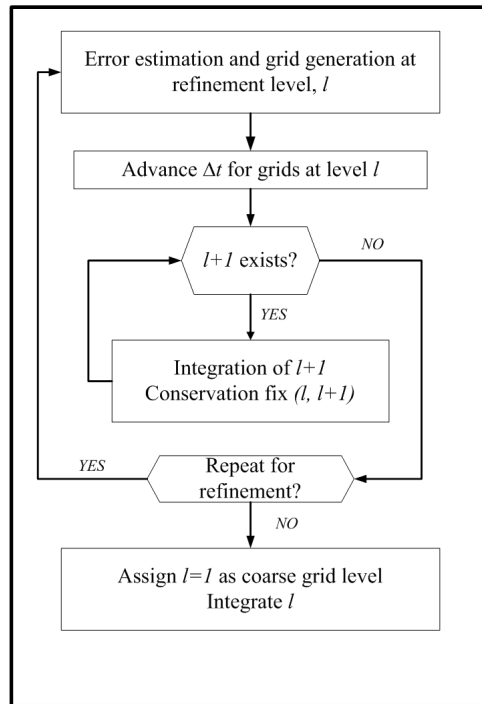 Error estimation and grid generation at
refinement level, l
Advance Δt for grids at level l
l+1 exists?
NO
YES
Integration of l+1
Conservation fix (l, l+1)
YES
Repeat for
refinement?
NO
Assign l=1 as coarse grid level
Integrate l